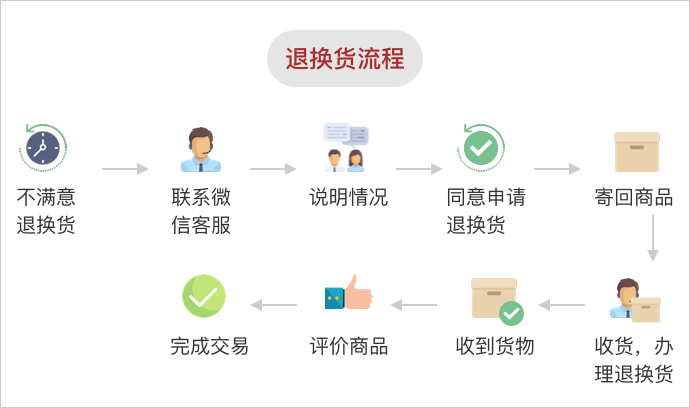 退换货流程
不满意
退换货
联系微
信客服
说明情况
同意申请
退换货
寄回商品
收货，办
理退换货
收到货物
评价商品
完成交易